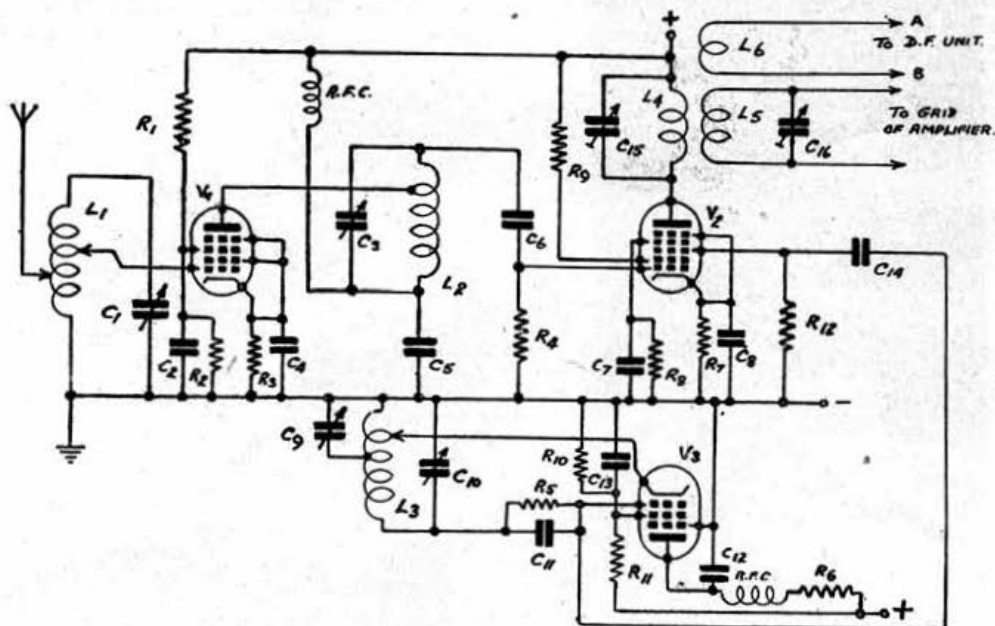 +
L6
A
TO D.F. UNIT.
B
R1
R.F.C.
L4
L5
TO GRID
OF AMPLIFIER.
C15
C16
R9
L1
V1
C3
C6
V2
L2
C14
C1
R12
C2
R2
R3
C4
C5
R4
C7
R8
R7
C8
-
C9
L3
C10
R10
C13
V3
R5
C11
R11
C12
R.F.C.
R6
+